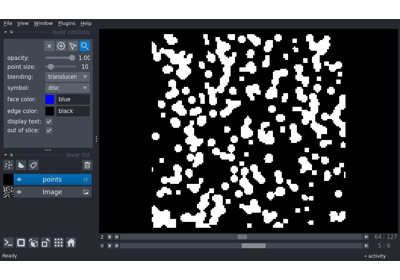 File View Window Plugins Help
layer controls
opacity: 1.00
point size: 10
blending: translucen
symbol: disc
face color: blue
edge color: black
display text:
out of slice:
layer list
points
Image
2 64 127
0 5 9
Ready activity